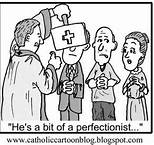 "He's a bit of a perfectionist..."
www.catholiccartoonblog.blogspot.com